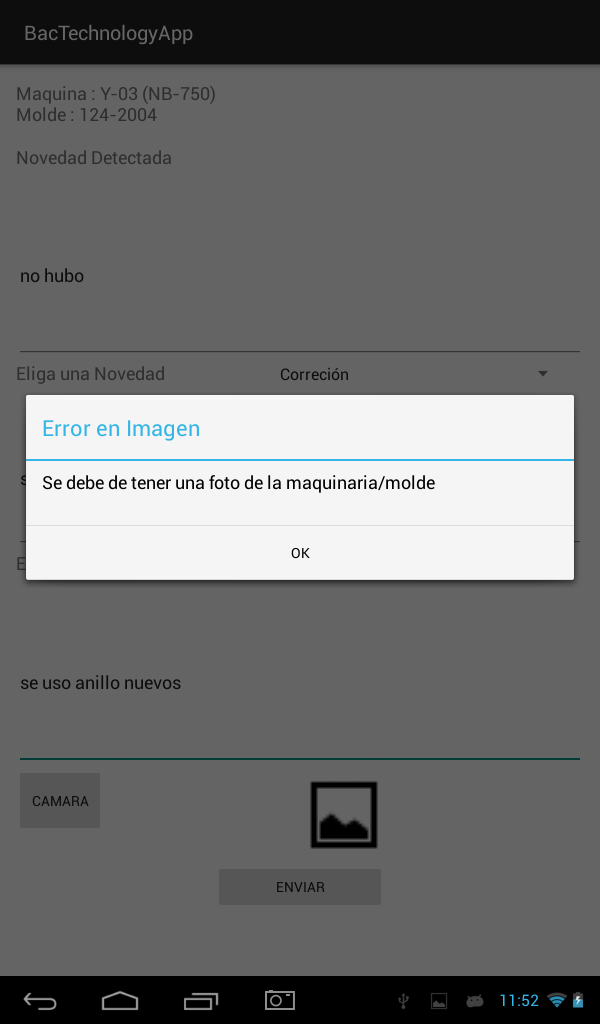 BacTechnologyApp
Maquina : Y-03 (NB-750)
Molde : 124-2004
Novedad Detectada
no hubo
Eliga una Novedad Correción
Error en Imagen
Se debe de tener una foto de la maquinaria/molde
OK
se uso anillo nuevos
CAMARA
ENVIAR
11:52